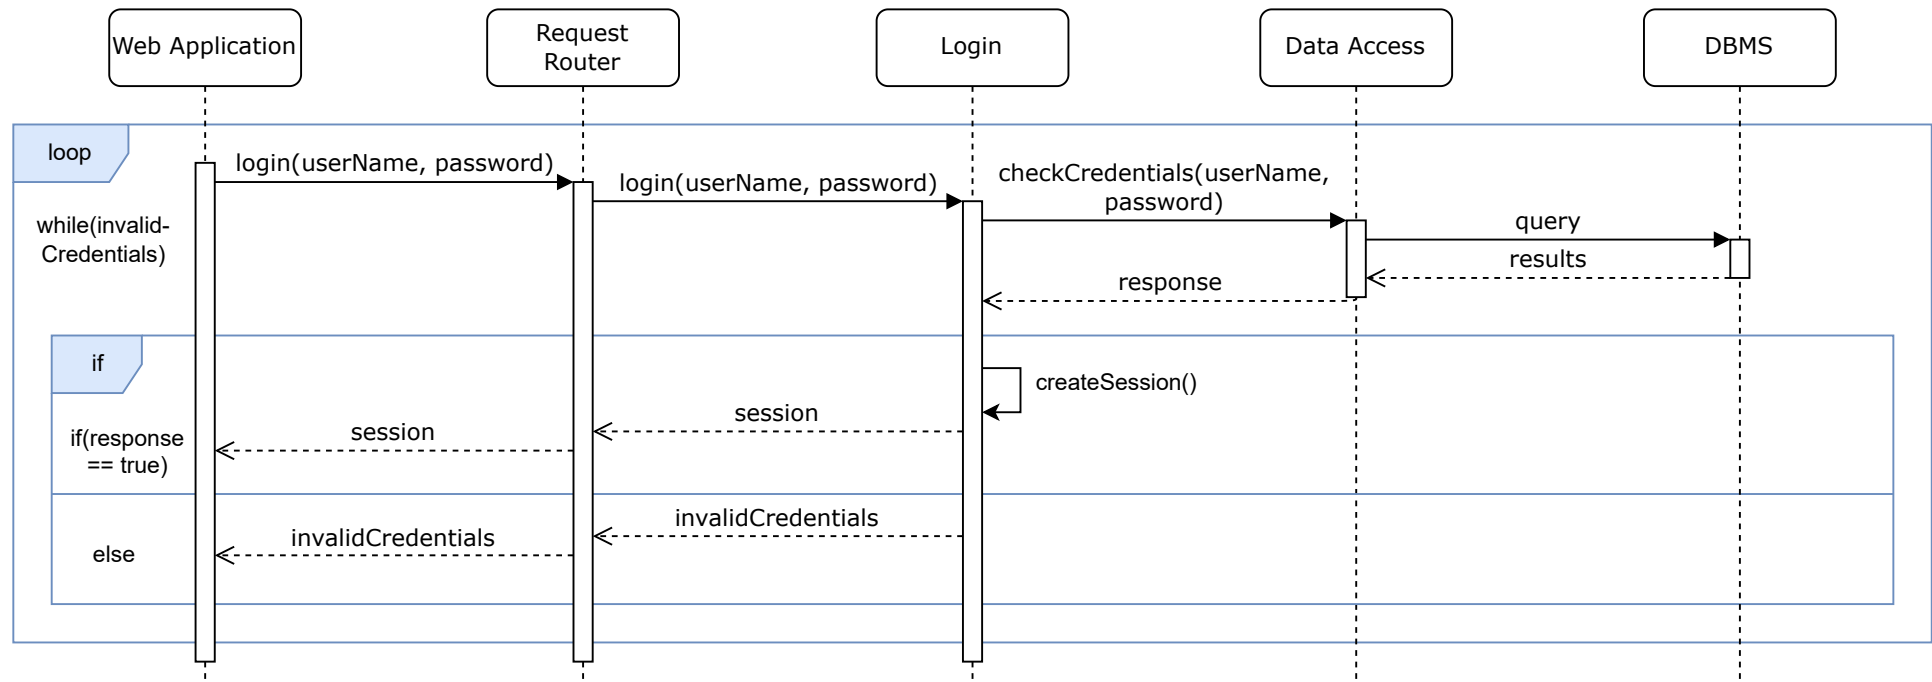 Web Application
Request
Router
Login
Data Access
DBMS
loop
while(invalid-
Credentials)
login(userName, password)
login(userName, password)
checkCredentials(userName,
password)
query
results
response
if
if(response
== true)
createSession()
session
session
else
invalidCredentials
invalidCredentials